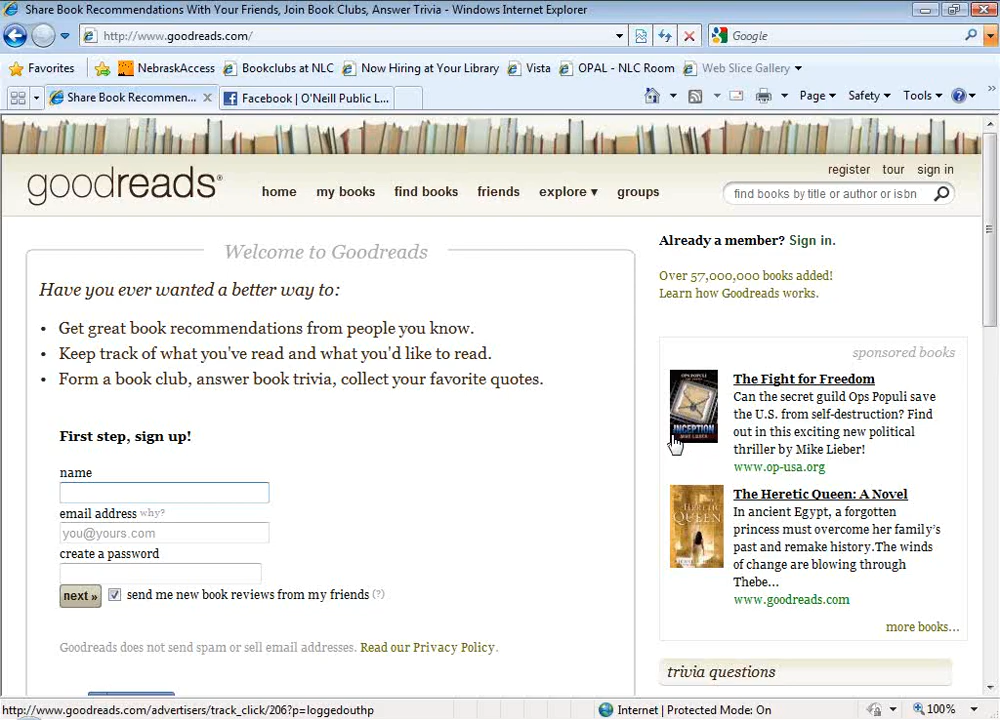 Share Book Recommendations With Your Friends, Join Book Clubs, Answer Trivia - Windows Internet Explorer
http://www.goodreads.com/
Google
Favorites
NebraskAccess
Bookclubs at NLC
Now Hiring at Your Library
Vista
OPAL - NLC Room
Web Slice Gallery
Share Book Recommen...
Facebook | O'Neill Public L...
Page
Safety
Tools
goodreads®
home
my books
find books
friends
explore
groups
register
tour
sign in
find books by title or author or isbn
Welcome to Goodreads
Have you ever wanted a better way to:
• Get great book recommendations from people you know.
• Keep track of what you've read and what you'd like to read.
• Form a book club, answer book trivia, collect your favorite quotes.
First step, sign up!
name
email address why?
you@yours.com
create a password
next »
send me new book reviews from my friends (?)
Goodreads does not send spam or sell email addresses. Read our Privacy Policy.
Already a member? Sign in.
Over 57,000,000 books added!
Learn how Goodreads works.
sponsored books
OPS POPULI
INCEPTION
MIKE LIEBER
The Fight for Freedom
Can the secret guild Ops Populi save
the U.S. from self-destruction? Find
out in this exciting new political
thriller by Mike Lieber!
www.op-usa.org
QUEEN
The Heretic Queen: A Novel
In ancient Egypt, a forgotten
princess must overcome her family's
past and remake history.The winds
of change are blowing through
Thebe...
www.goodreads.com
more books...
trivia questions
http://www.goodreads.com/advertisers/track_click/206?p=loggedouthp
Internet | Protected Mode: On
100%